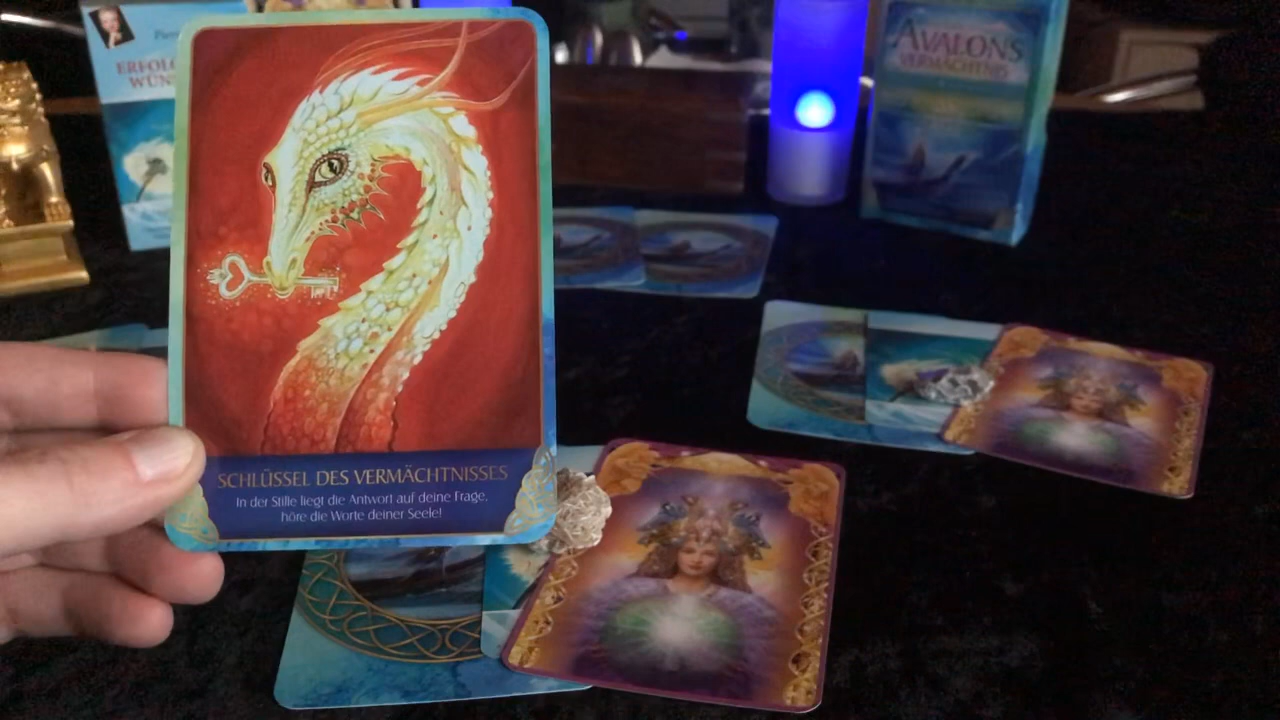 ERFOLG
WÜNS
AVALONS
VERMÄCHTNIS
SCHLÜSSEL DES VERMÄCHTNISSES
In der Stille liegt die Antwort auf deine Frage,
höre die Worte deiner Seele!